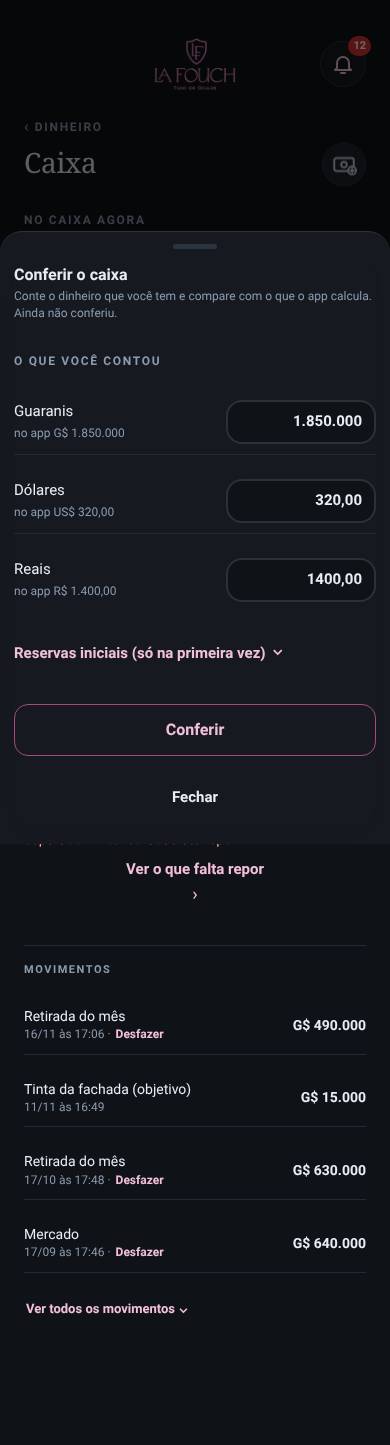 12
LF
LA FOUCH
‹ DINHEIRO
Caixa
NO CAIXA AGORA
Conferir o caixa
Conte o dinheiro que você tem e compare com o que o app calcula.
Ainda não conferiu.
O QUE VOCÊ CONTOU
Guaranis
1.850.000
no app G$ 1.850.000
Dólares
320,00
no app US$ 320,00
Reais
1400,00
no app R$ 1.400,00
Reservas iniciais (só na primeira vez)
Conferir
Fechar
Ver o que falta repor
›
MOVIMENTOS
Retirada do mês
G$ 490.000
16/11 às 17:06 · Desfazer
Tinta da fachada (objetivo)
G$ 15.000
11/11 às 16:49
Retirada do mês
G$ 630.000
17/10 às 17:48 · Desfazer
Mercado
G$ 640.000
17/09 às 17:46 · Desfazer
Ver todos os movimentos